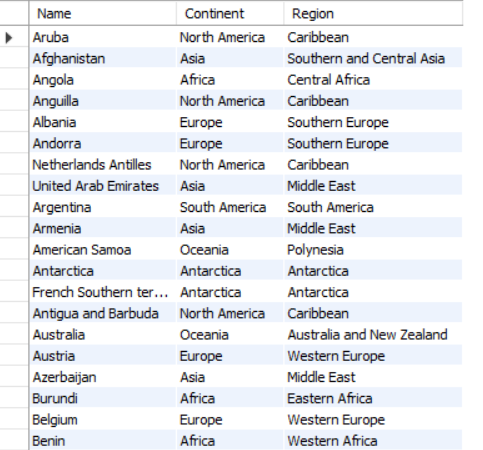 Name Continent Region
Aruba North America Caribbean
Afghanistan Asia Southern and Central Asia
Angola Africa Central Africa
Anguilla North America Caribbean
Albania Europe Southern Europe
Andorra Europe Southern Europe
Netherlands Antilles North America Caribbean
United Arab Emirates Asia Middle East
Argentina South America South America
Armenia Asia Middle East
American Samoa Oceania Polynesia
Antarctica Antarctica Antarctica
French Southern ter... Antarctica Antarctica
Antigua and Barbuda North America Caribbean
Australia Oceania Australia and New Zealand
Austria Europe Western Europe
Azerbaijan Asia Middle East
Burundi Africa Eastern Africa
Belgium Europe Western Europe
Benin Africa Western Africa